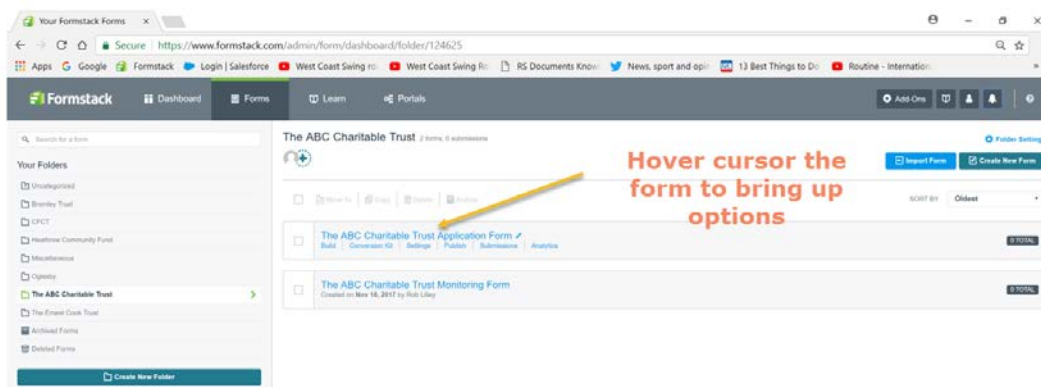 Your Formstack Forms
Secure https://www.formstack.com/admin/form/dashboard/folder/124625
Apps Google Formstack Login | Salesforce West Coast Swing ro West Coast Swing Ro RS Documents Know News, sport and opi 13 Best Things to Do Routine - Internation
Formstack Dashboard Forms Learn Portals Add-Ons
Search for a form
Your Folders
Uncategorized
Bromley Trust
CFCT
Heathrow Community Fund
Miscellaneous
Oglesby
The ABC Charitable Trust
The Ernest Cook Trust
Archived Forms
Deleted Forms
Create New Folder
The ABC Charitable Trust 2 forms, 0 submissions
Folder Setting
Import Form Create New Form
Hover cursor the
form to bring up
options
Move To Copy Delete Archive
SORT BY Oldest
The ABC Charitable Trust Application Form
Build Conversion Kit Settings Publish Submissions Analytics
0 TOTAL
The ABC Charitable Trust Monitoring Form
Created on Nov 16, 2017 by Rob Lilley
0 TOTAL